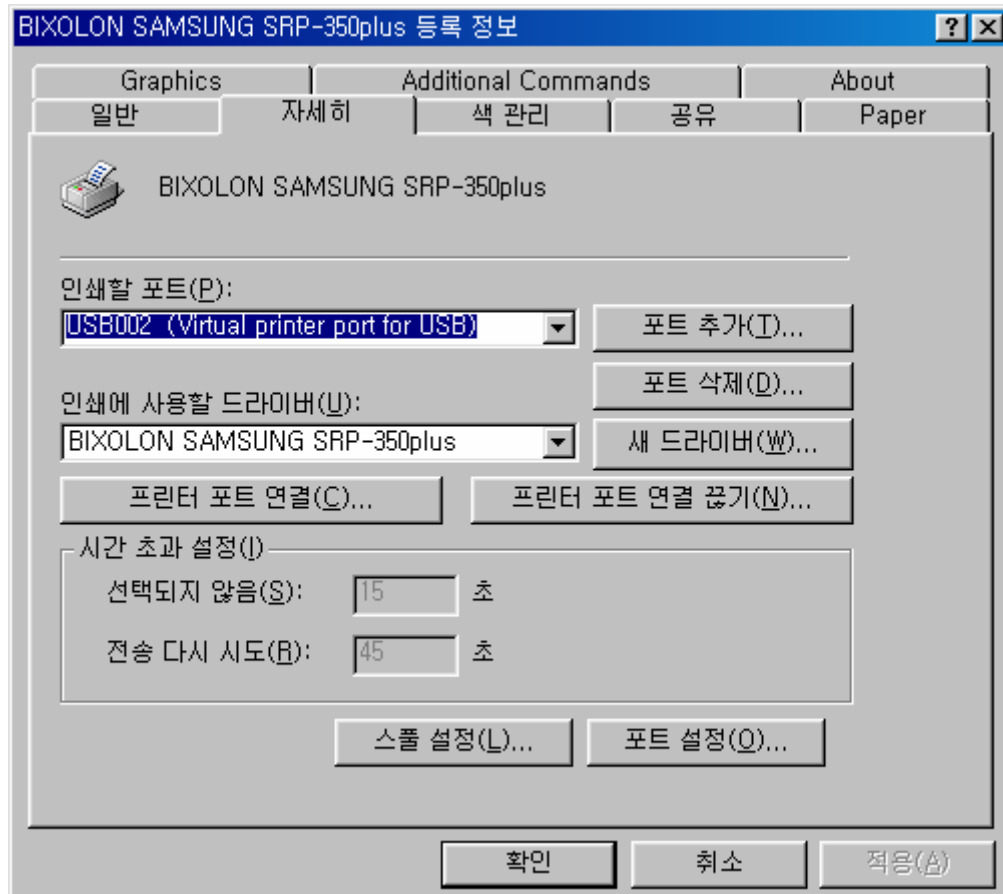 BIXOLON SAMSUNG SRP-350plus 등록 정보
Graphics Additional Commands About
일반 자세히 색 관리 공유 Paper
BIXOLON SAMSUNG SRP-350plus
인쇄할 포트(P):
USB002 (Virtual printer port for USB)
포트 추가(T)...
포트 삭제(D)...
인쇄에 사용할 드라이버(U):
BIXOLON SAMSUNG SRP-350plus
새 드라이버(W)...
프린터 포트 연결(C)... 프린터 포트 연결 끊기(N)...
시간 초과 설정(I)
선택되지 않음(S): 15 초
전송 다시 시도(R): 45 초
스풀 설정(L)... 포트 설정(O)...
확인 취소 적용(A)